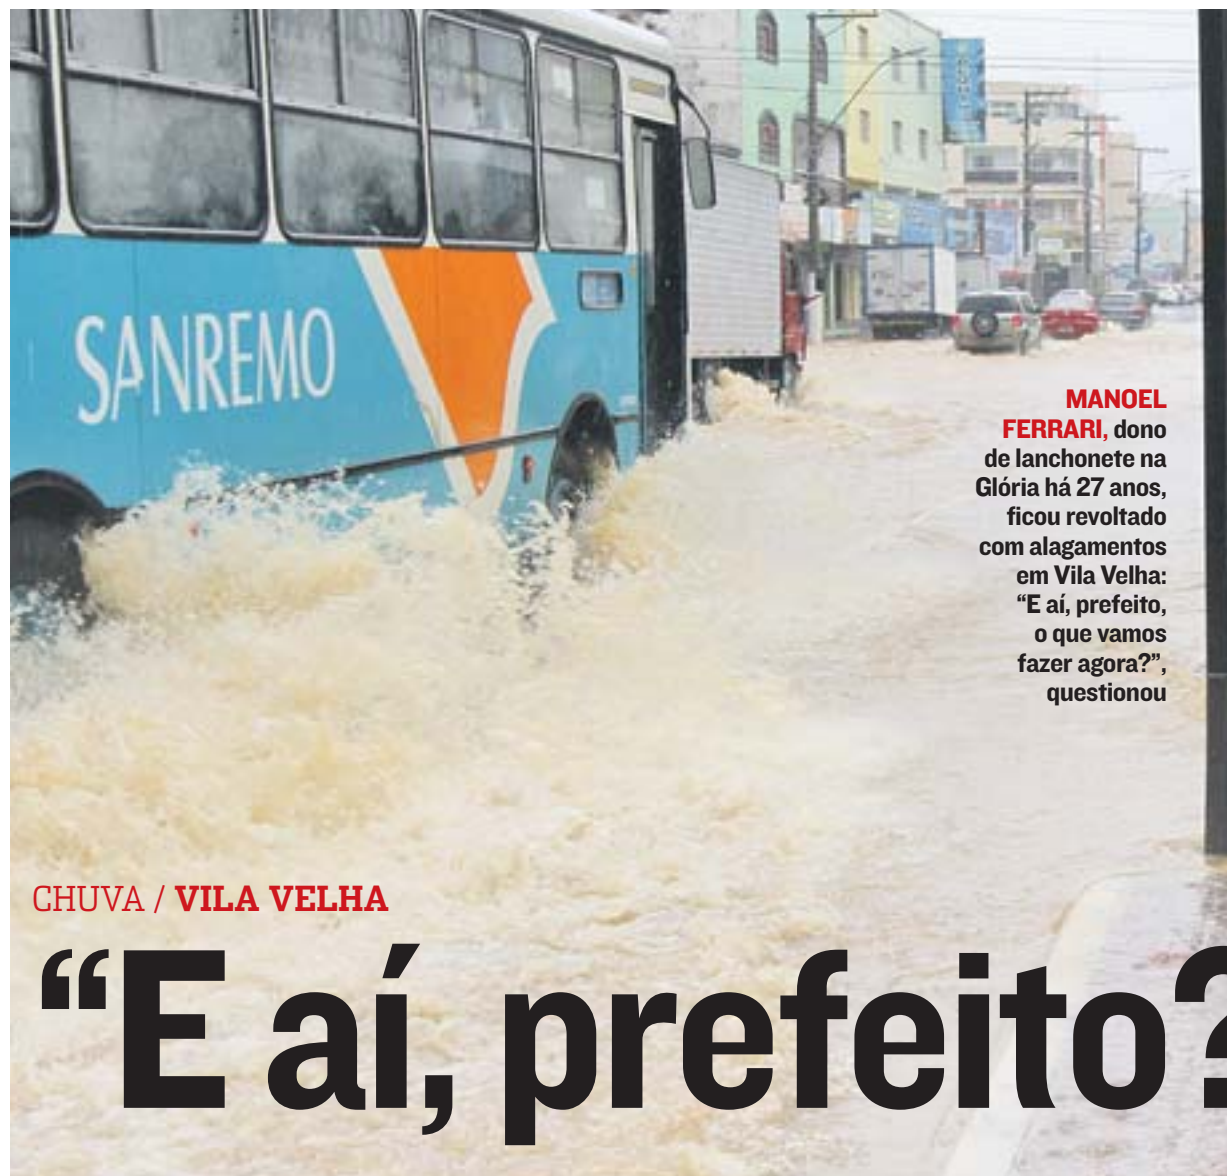 SANREMO
MANOEL
FERRARI, dono
de lanchonete na
Glória há 27 anos,
ficou revoltado
com alagamentos
em Vila Velha:
“E aí, prefeito,
o que vamos
fazer agora?”,
questionou
CHUVA / VILA VELHA
“E aí, prefeito?